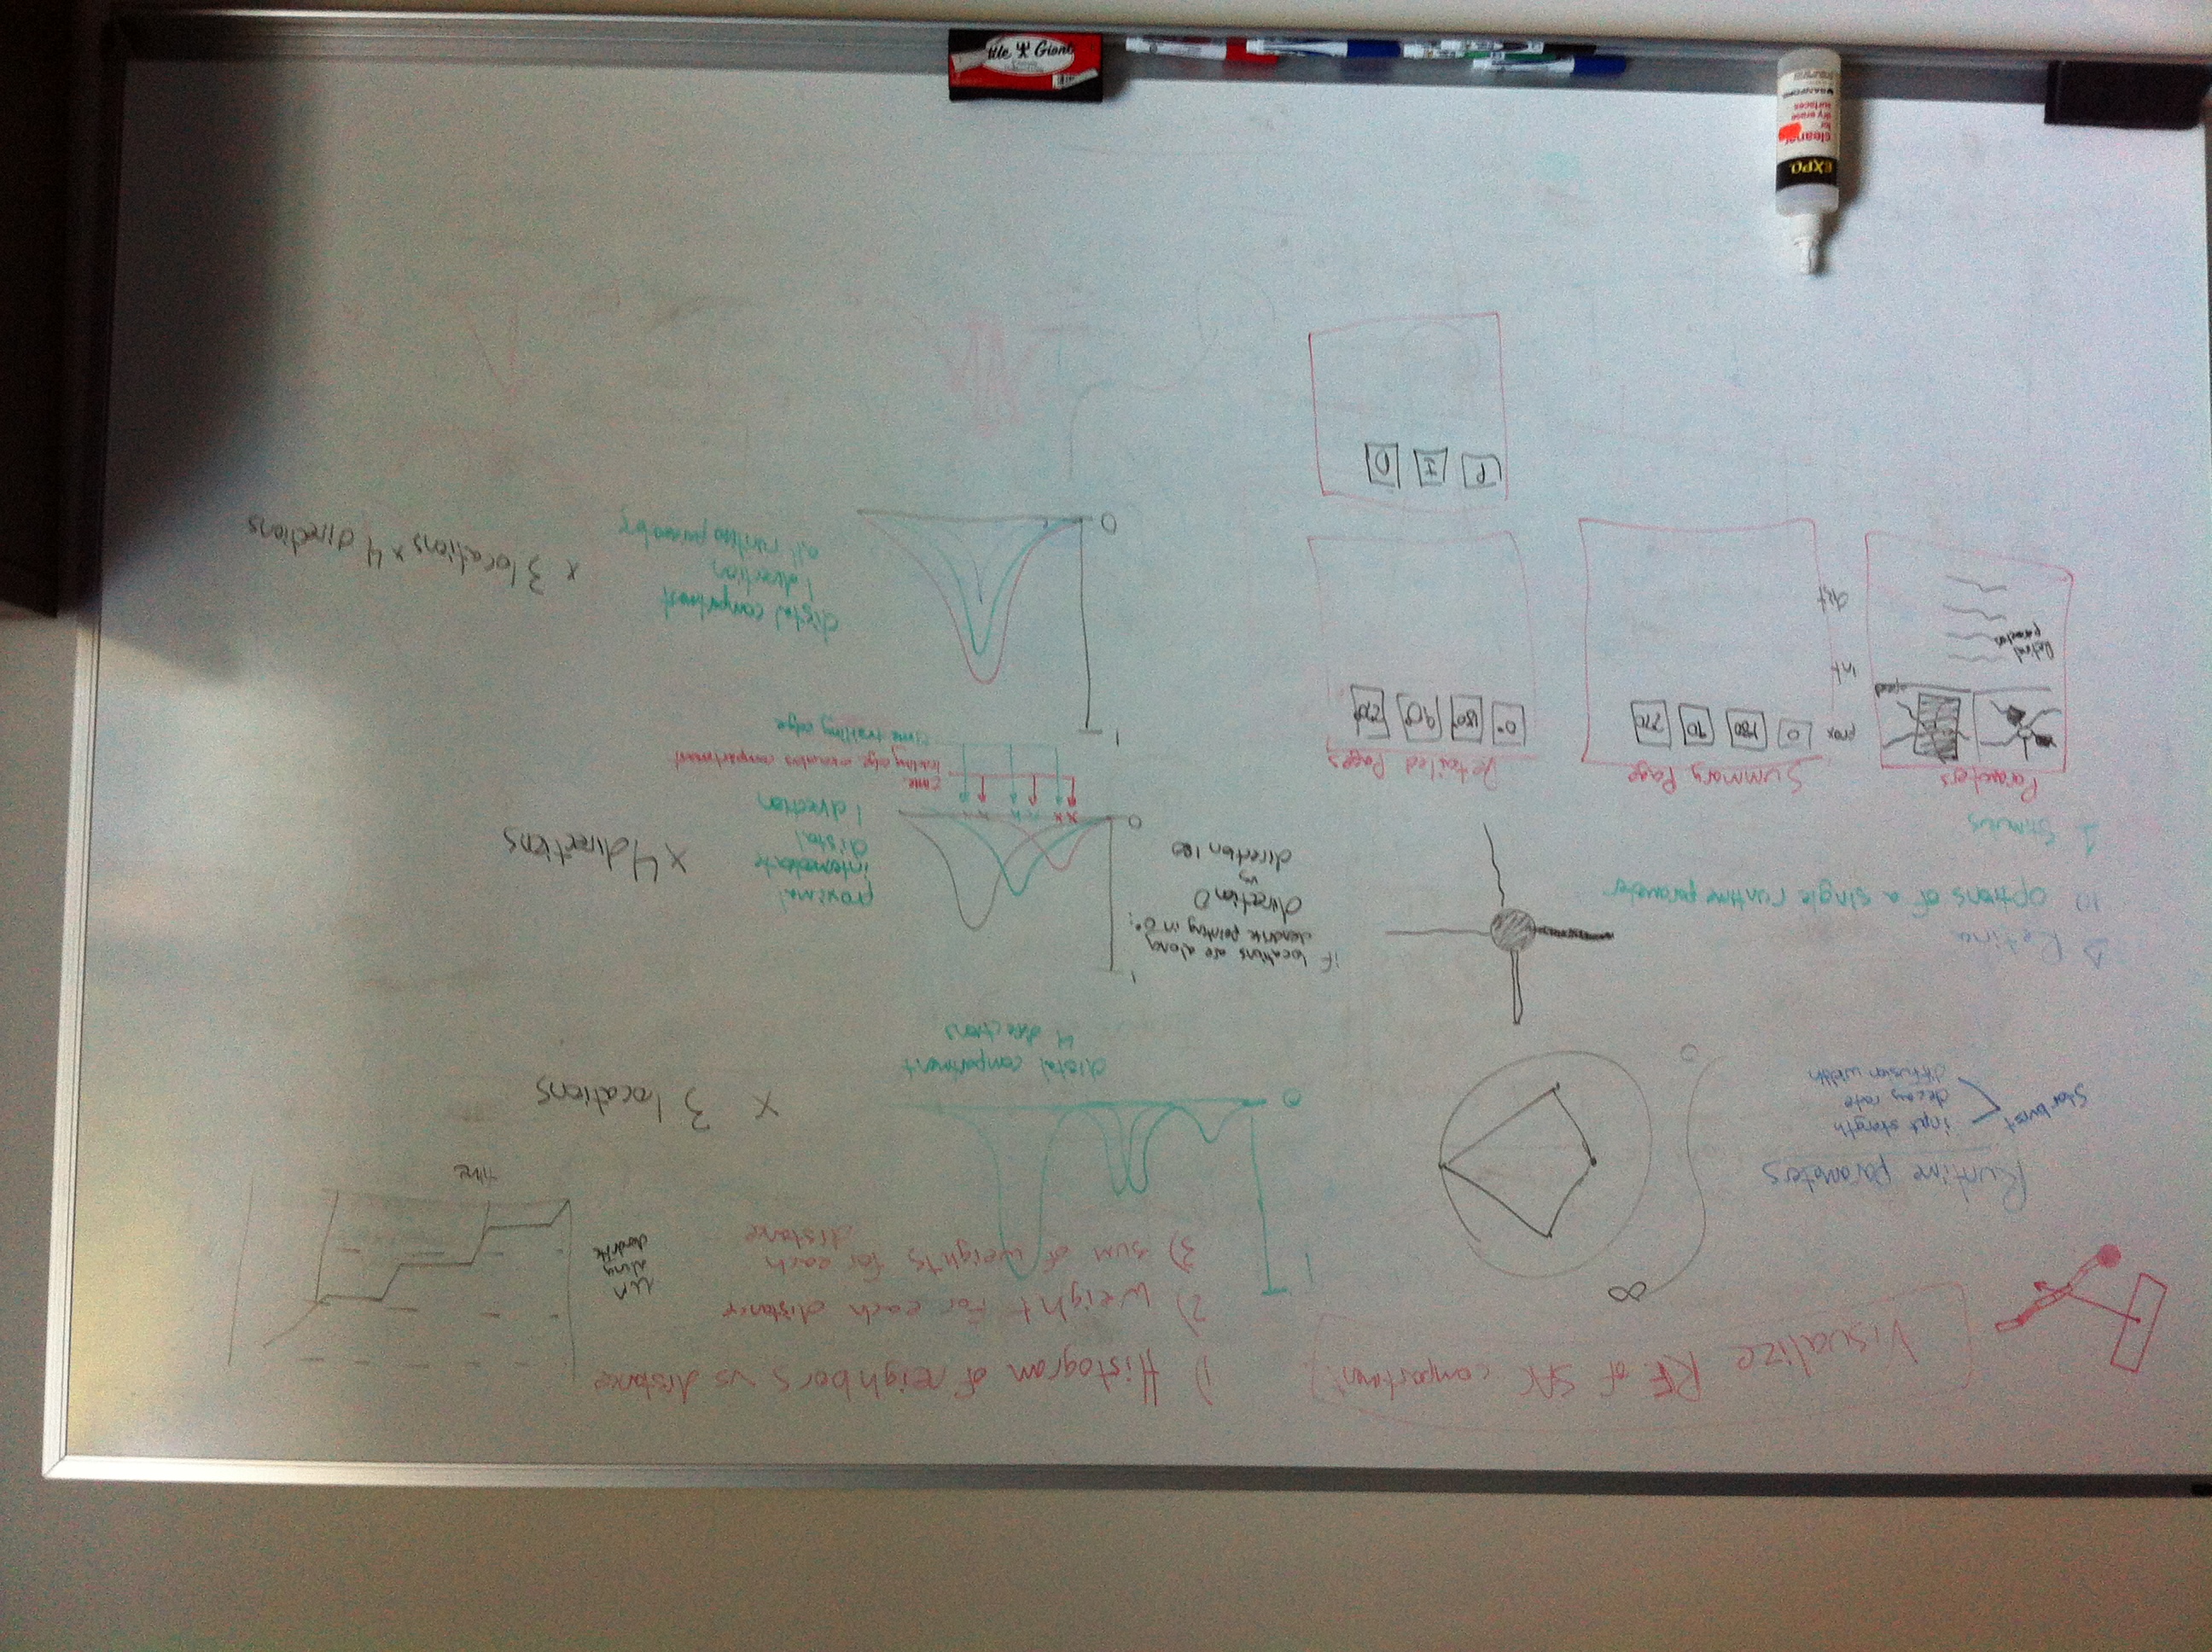 Visualize RF of SAC compartment
1) Histogram of neighbors vs distance
2) weight for each distance
3) sum of weights for each
distance
um
along
dendrite
time
∞
0
1
0
distal compartment
4 directions
x 3 locations
Runtime parameters
Starburst
input stength
decay rate
diffusion width
Retina
10 options of a single runtime parameter
1 Stimulus
if locations are along
dendrite pointing in 0°:
direction 0
vs
direction 180
1
0
proximal
intermediate
distal
1 direction
x 4 directions
time
leading edge encounters compartment
time trailing edge
Parameters
speed
Retinal
parameters
Summary Page
prox
0
180
90
270
int
dist
Detailed Pages
0°
180°
90°
270°
P
I
D
1
0
distal compartment
1 direction
all runtime parameters
x 3 locations x 4 directions
EXPO
cleaner
for
dry erase
surfaces
SANFORD